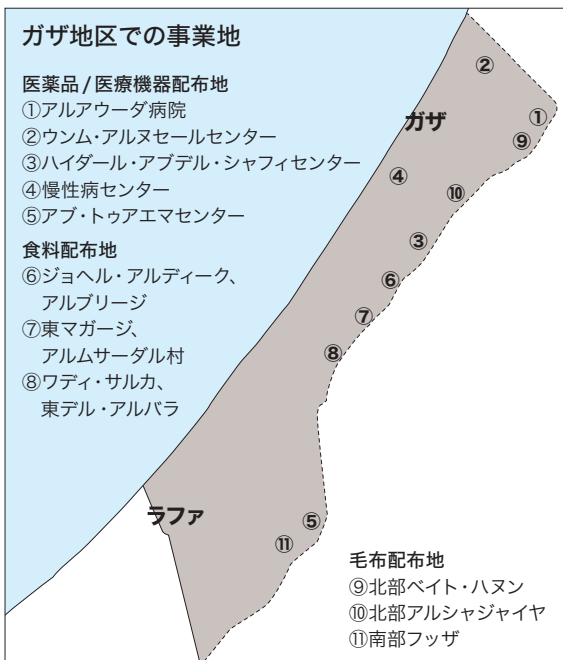 ガザ地区での事業地
医薬品/医療機器配布地
①アルアウーダ病院
②ウンム・アルヌセールセンター
③ハイダール・アブデル・シャフィセンター
④慢性病センター
⑤アブ・トゥアエマセンター
食料配布地
⑥ジョヘル・アルディーク、
アルブリージ
⑦東マガージ、
アルムサーダル村
⑧ワディ・サルカ、
東デル・アルバラ
②
ガザ
①
⑨
④
⑩
③
⑥
⑦
⑧
ラファ
⑤
⑪
毛布配布地
⑨北部ベイト・ハヌン
⑩北部アルシャジャイヤ
⑪南部フッザ